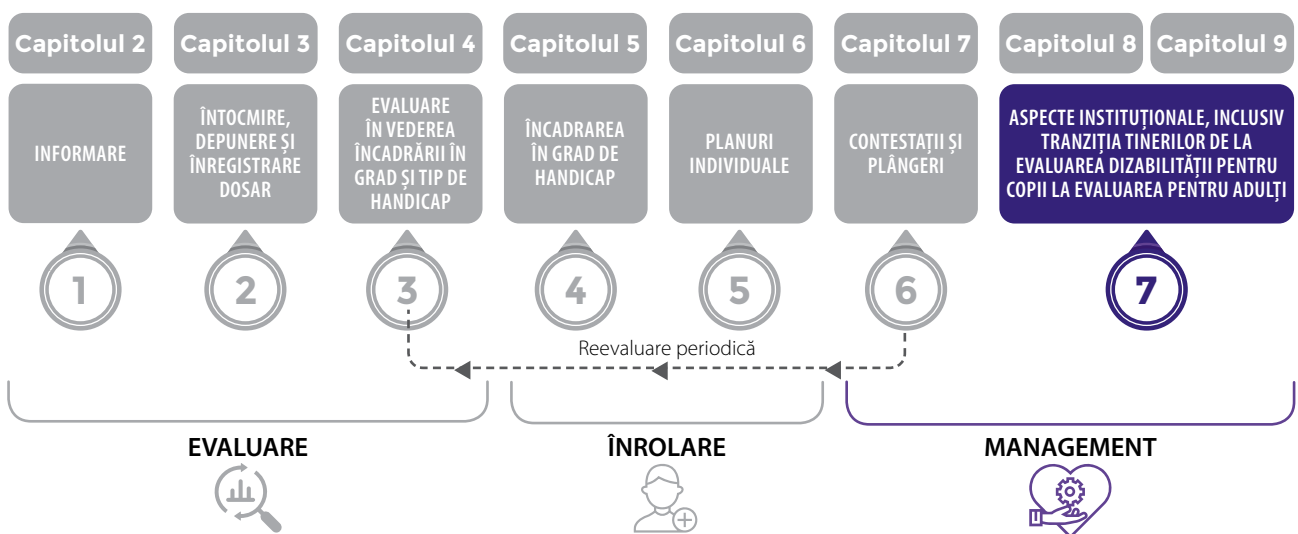 Capitolul 2
Capitolul 3
Capitolul 4
Capitolul 5
Capitolul 6
Capitolul 7
Capitolul 8
Capitolul 9
INFORMARE
ÎNTOCMIRE,
DEPUNERE ȘI
ÎNREGISTRARE
DOSAR
EVALUARE
ÎN VEDEREA
ÎNCADRĂRII ÎN
GRAD ȘI TIP DE
HANDICAP
ÎNCADRAREA
ÎN GRAD DE
HANDICAP
PLANURI
INDIVIDUALE
CONTESTAȚII ȘI
PLÂNGERI
ASPECTE INSTITUȚIONALE, INCLUSIV
TRANZIȚIA TINERILOR DE LA
EVALUAREA DIZABILITĂȚII PENTRU
COPII LA EVALUAREA PENTRU ADULȚI
1
2
3
4
5
6
7
Reevaluare periodică
EVALUARE
ÎNROLARE
MANAGEMENT